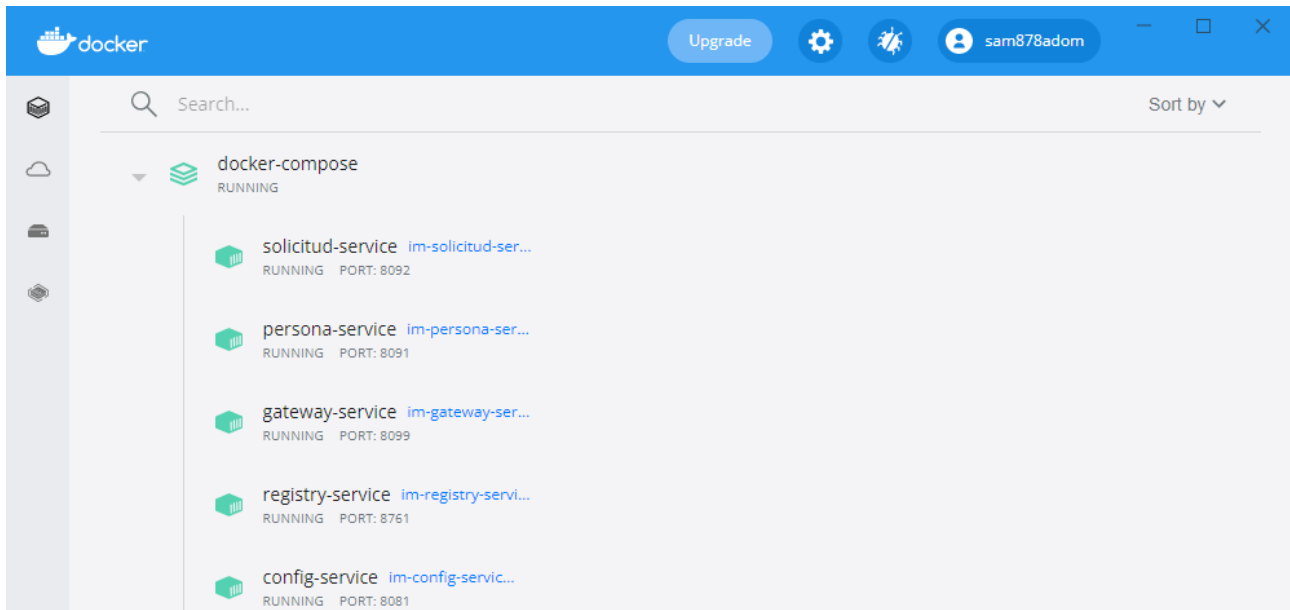 docker
Upgrade
sam878adom
Search...
Sort by
docker-compose
RUNNING
solicitud-service im-solicitud-ser...
RUNNING PORT: 8092
persona-service im-persona-ser...
RUNNING PORT: 8091
gateway-service im-gateway-ser...
RUNNING PORT: 8099
registry-service im-registry-servi...
RUNNING PORT: 8761
config-service im-config-servic...
RUNNING PORT: 8081